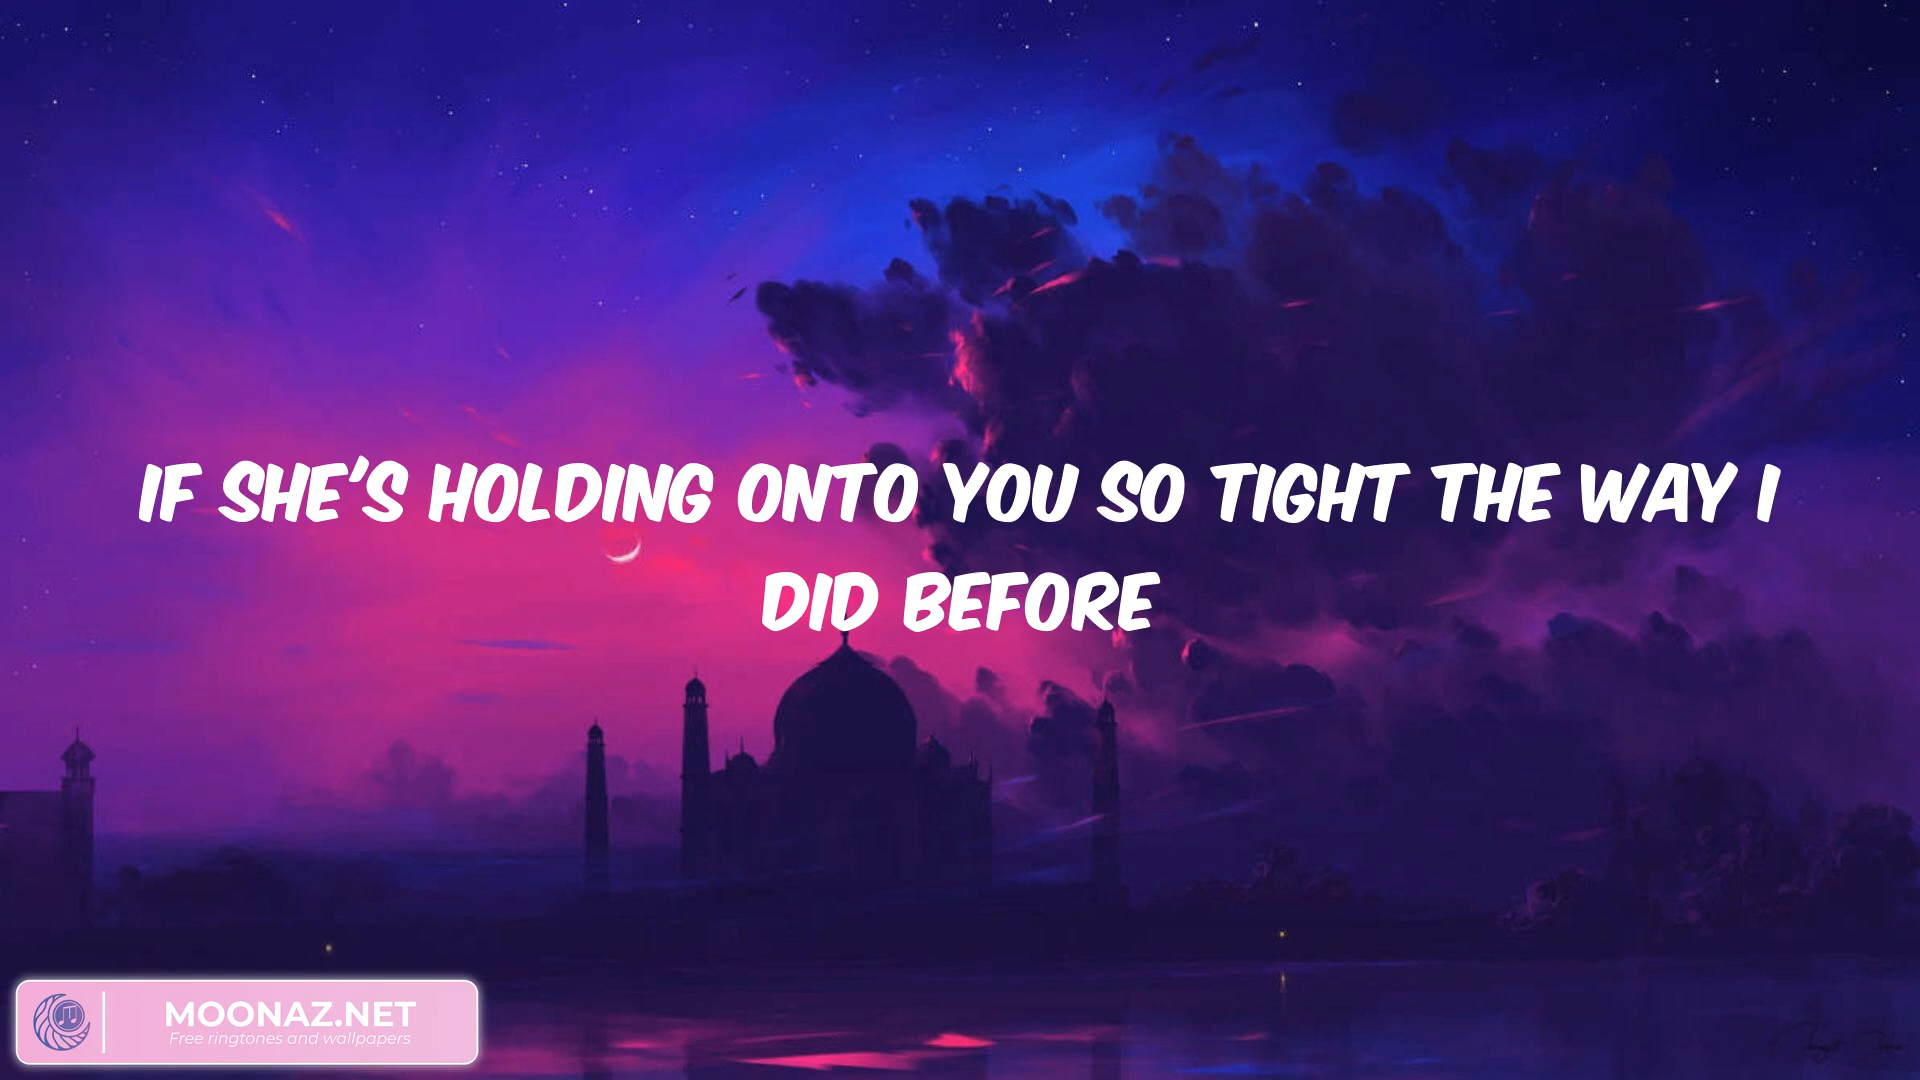 IF SHE'S HOLDING ONTO YOU SO TIGHT THE WAY I
DID BEFORE
MOONAZ.NET
Free ringtones and wallpapers